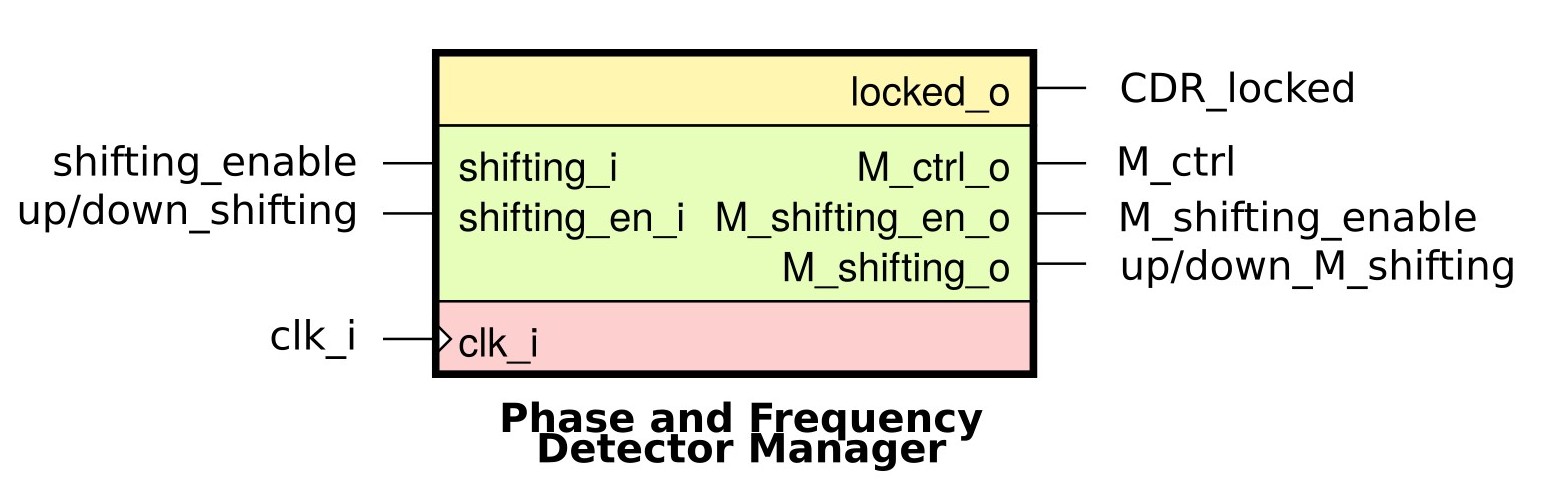 locked_o CDR_locked
shifting_enable shifting_i M_ctrl_o M_ctrl
up/down_shifting shifting_en_i M_shifting_en_o M_shifting_enable
M_shifting_o up/down_M_shifting
clk_i clk_i
Phase and Frequency
Detector Manager